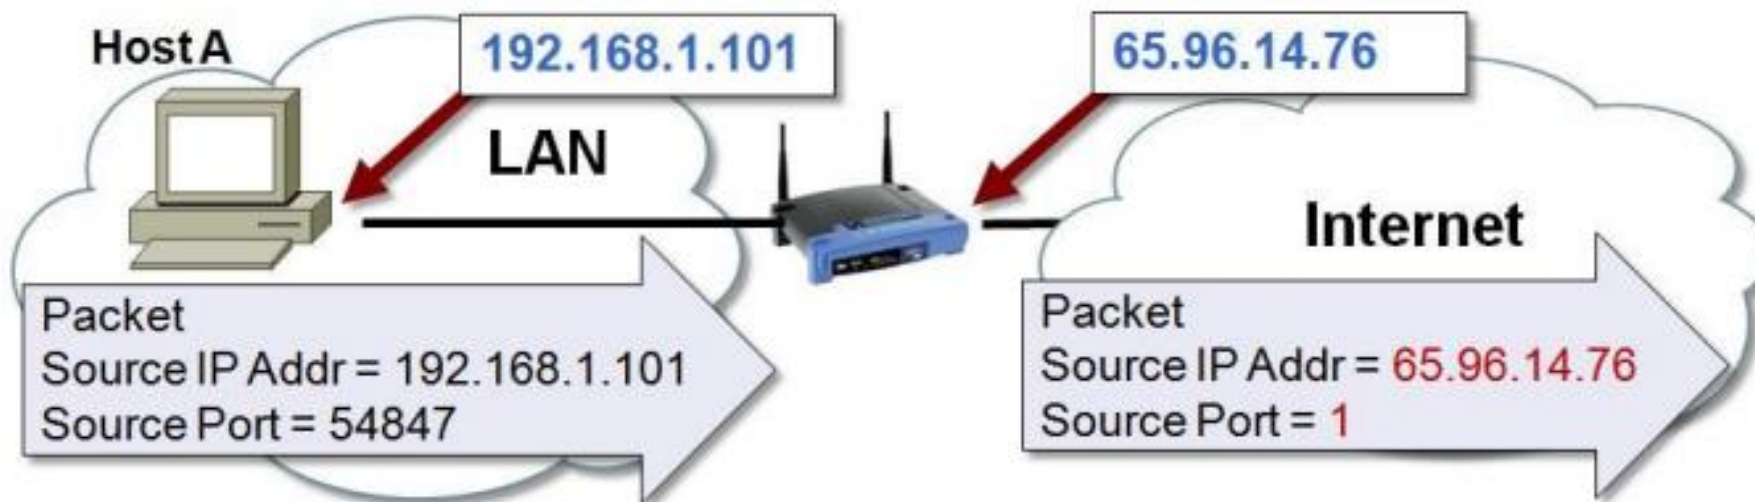 Host A
192.168.1.101
65.96.14.76
LAN
Internet
Packet
Source IP Addr = 192.168.1.101
Source Port = 54847
Packet
Source IP Addr = 65.96.14.76
Source Port = 1